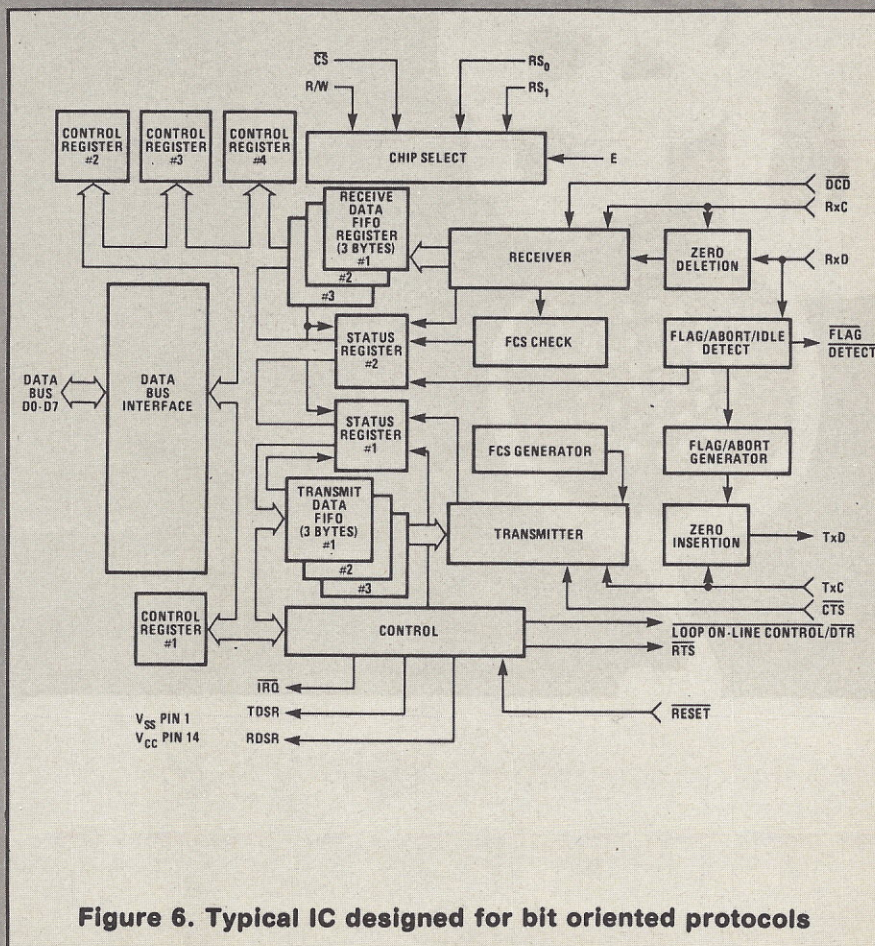 CS
R/W
RS0
RS1
CONTROL
REGISTER
#2
CONTROL
REGISTER
#3
CONTROL
REGISTER
#4
CHIP SELECT
E
RECEIVE
DATA
FIFO
REGISTER
(3 BYTES)
#1
#2
#3
RECEIVER
ZERO
DELETION
DCD
RxC
RxD
STATUS
REGISTER
#2
FCS CHECK
FLAG/ABORT/IDLE
DETECT
FLAG
DETECT
DATA
BUS
D0-D7
DATA
BUS
INTERFACE
STATUS
REGISTER
#1
FCS GENERATOR
FLAG/ABORT
GENERATOR
TRANSMIT
DATA
FIFO
(3 BYTES)
#1
#2
#3
TRANSMITTER
ZERO
INSERTION
TxD
TxC
CTS
CONTROL
REGISTER
#1
CONTROL
LOOP ON-LINE CONTROL/DTR
RTS
IRQ
TDSR
RDSR
RESET
VSS PIN 1
VCC PIN 14
Figure 6. Typical IC designed for bit oriented protocols